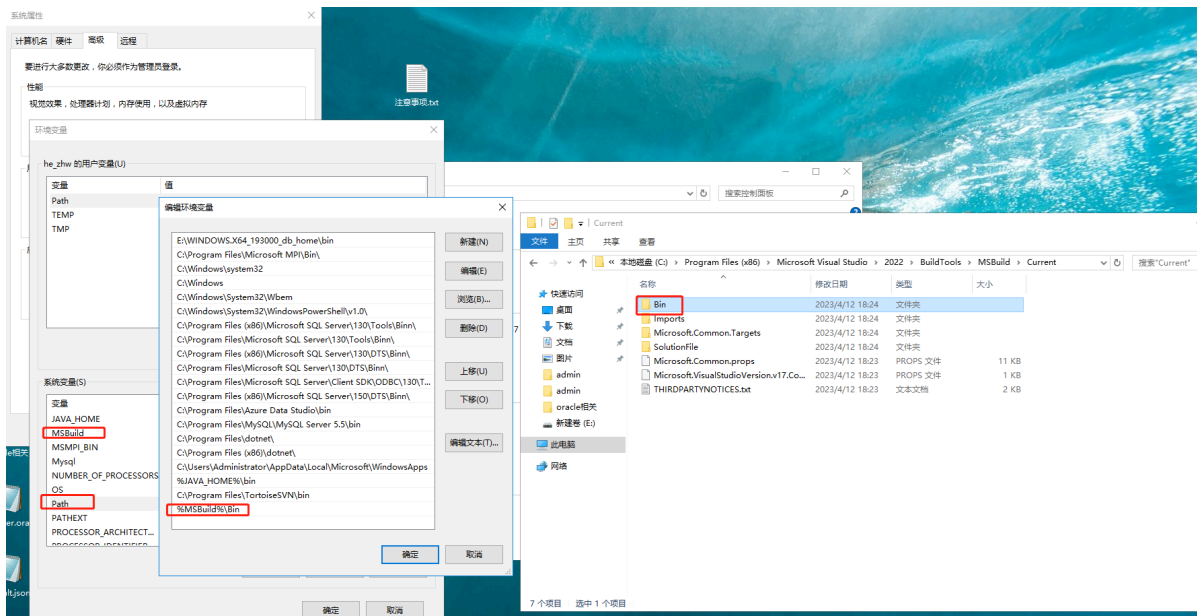 系统属性
计算机名 硬件 高级 远程
要进行大多数更改，你必须作为管理员登录。
性能
视觉效果，处理器计划，内存使用，以及虚拟内存
注意事项.txt
环境变量
he_zhw 的用户变量(U)
变量 值
Path
TEMP
TMP
编辑环境变量
E:\WINDOWS.X64_193000_db_home\bin
C:\Program Files\Microsoft MPI\Bin\
C:\Windows\system32
C:\Windows
C:\Windows\System32\Wbem
C:\Windows\System32\WindowsPowerShell\v1.0\
C:\Program Files (x86)\Microsoft SQL Server\130\Tools\Binn\
C:\Program Files\Microsoft SQL Server\130\Tools\Binn\
C:\Program Files (x86)\Microsoft SQL Server\130\DTS\Binn\
C:\Program Files\Microsoft SQL Server\130\DTS\Binn\
C:\Program Files\Microsoft SQL Server\Client SDK\ODBC\130\T...
C:\Program Files (x86)\Microsoft SQL Server\150\DTS\Binn\
C:\Program Files\Azure Data Studio\bin
C:\Program Files\MySQL\MySQL Server 5.5\bin
C:\Program Files\dotnet\
C:\Program Files (x86)\dotnet\
C:\Users\Administrator\AppData\Local\Microsoft\WindowsApps
%JAVA_HOME%\bin
C:\Program Files\TortoiseSVN\bin
%MSBuild%\Bin
新建(N)
编辑(E)
浏览(B)...
删除(D)
上移(U)
下移(O)
编辑文本(T)...
确定 取消
系统变量(S)
变量
JAVA_HOME
MSBuild
MSMPI_BIN
Mysql
NUMBER_OF_PROCESSORS
OS
Path
PATHEXT
PROCESSOR_ARCHITECT...
PROCESSOR_IDENTIFIER
确定 取消
搜索控制面板
Current
文件 主页 共享 查看
« 本地磁盘 (C:) › Program Files (x86) › Microsoft Visual Studio › 2022 › BuildTools › MSBuild › Current
搜索"Current"
快速访问
桌面
下载
文档
图片
admin
admin
oracle相关
新建卷 (E:)
此电脑
网络
名称 修改日期 类型 大小
Bin 2023/4/12 18:24 文件夹
Imports 2023/4/12 18:24 文件夹
Microsoft.Common.Targets 2023/4/12 18:24 文件夹
SolutionFile 2023/4/12 18:24 文件夹
Microsoft.Common.props 2023/4/12 18:23 PROPS 文件 11 KB
Microsoft.VisualStudioVersion.v17.Co... 2023/4/12 18:23 PROPS 文件 1 KB
THIRDPARTYNOTICES.txt 2023/4/12 18:23 文本文档 2 KB
7 个项目 选中 1 个项目
le相关
er.ora
lt.json